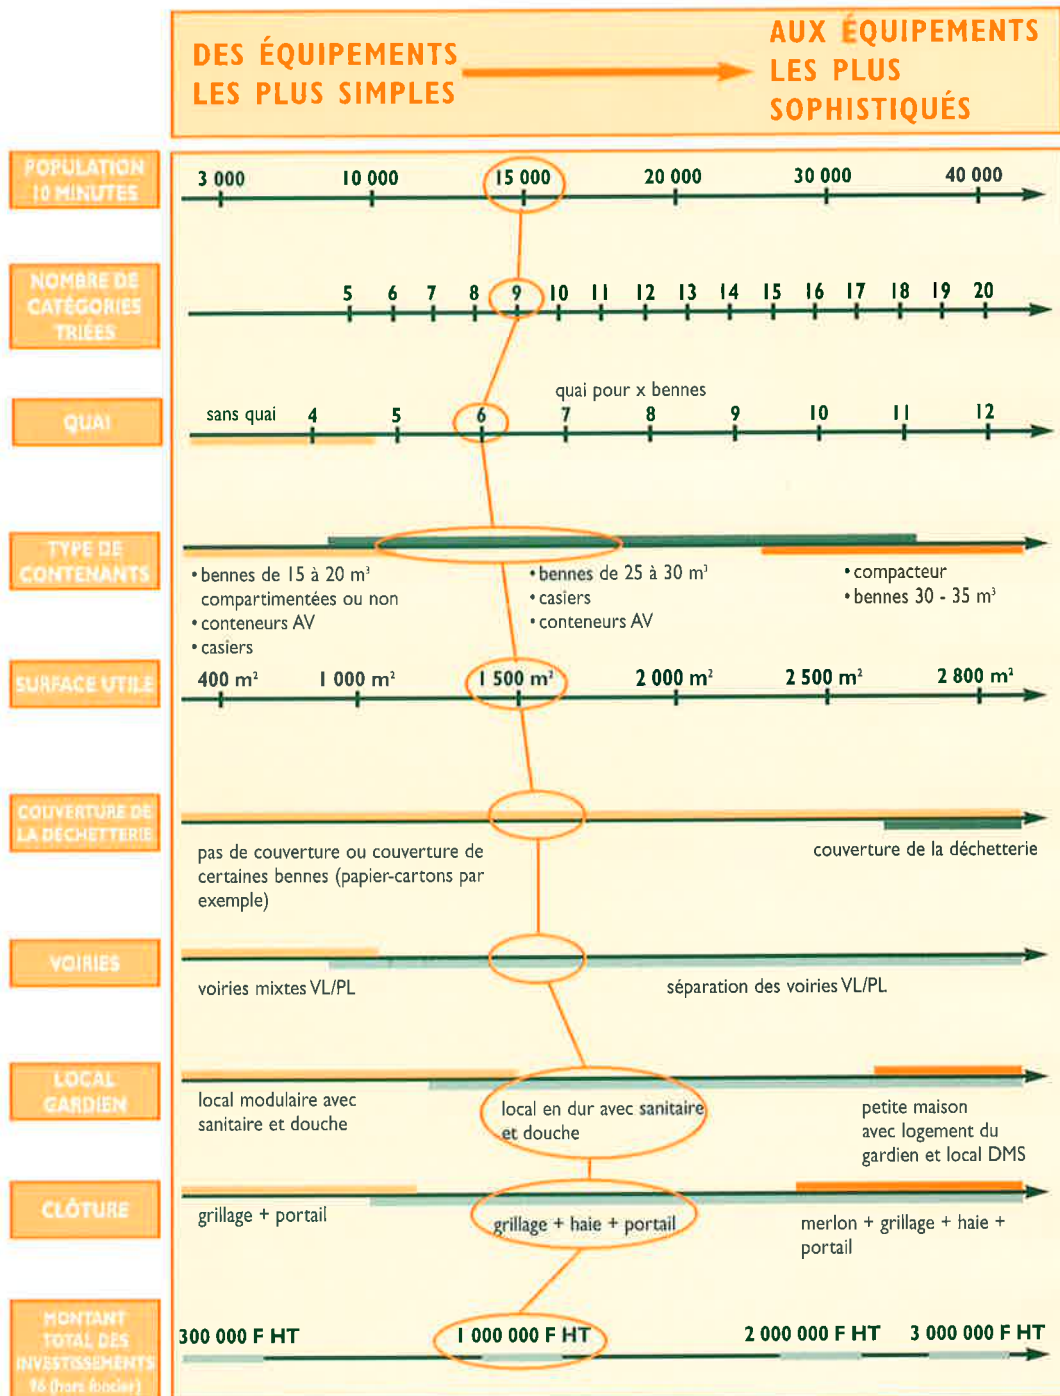 DES ÉQUIPEMENTS
LES PLUS SIMPLES
AUX ÉQUIPEMENTS
LES PLUS
SOPHISTIQUÉS
POPULATION
10 MINUTES
3 000 10 000 15 000 20 000 30 000 40 000
NOMBRE DE
CATÉGORIES
TRIÉES
5 6 7 8 9 10 11 12 13 14 15 16 17 18 19 20
QUAI
quai pour x bennes
sans quai 4 5 6 7 8 9 10 11 12
TYPE DE
CONTENANTS
• bennes de 15 à 20 m³
compartimentées ou non
• conteneurs AV
• casiers
• bennes de 25 à 30 m³
• casiers
• conteneurs AV
• compacteur
• bennes 30 - 35 m³
SURFACE UTILE
400 m² 1 000 m² 1 500 m² 2 000 m² 2 500 m² 2 800 m²
COUVERTURE DE
LA DÉCHETTERIE
pas de couverture ou couverture de
certaines bennes (papier-cartons par
exemple)
couverture de la déchetterie
VOIRIES
voiries mixtes VL/PL
séparation des voiries VL/PL
LOCAL
GARDIEN
local modulaire avec
sanitaire et douche
local en dur avec sanitaire
et douche
petite maison
avec logement du
gardien et local DMS
CLÔTURE
grillage + portail
grillage + haie + portail
merlon + grillage + haie +
portail
MONTANT
TOTAL DES
INVESTISSEMENTS
96 (hors foncier)
300 000 F HT 1 000 000 F HT 2 000 000 F HT 3 000 000 F HT